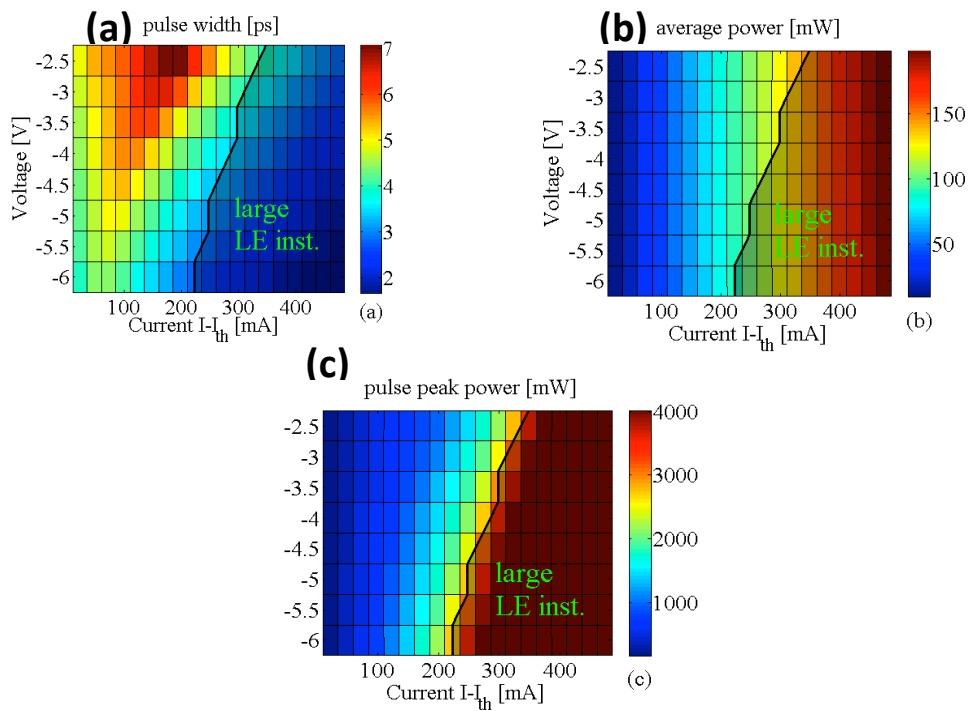 (a)
pulse width [ps]
Voltage [V]
-2.5
-3
-3.5
-4
-4.5
-5
-5.5
-6
100 200 300 400
Current I-Ith [mA]
large
LE inst.
7
6
5
4
3
2
(a)
(b)
average power [mW]
Voltage [V]
-2.5
-3
-3.5
-4
-4.5
-5
-5.5
-6
100 200 300 400
Current I-Ith [mA]
large
LE inst.
150
100
50
(b)
(c)
pulse peak power [mW]
-2.5
-3
-3.5
-4
-4.5
-5
-5.5
-6
100 200 300 400
Current I-Ith [mA]
large
LE inst.
4000
3000
2000
1000
(c)